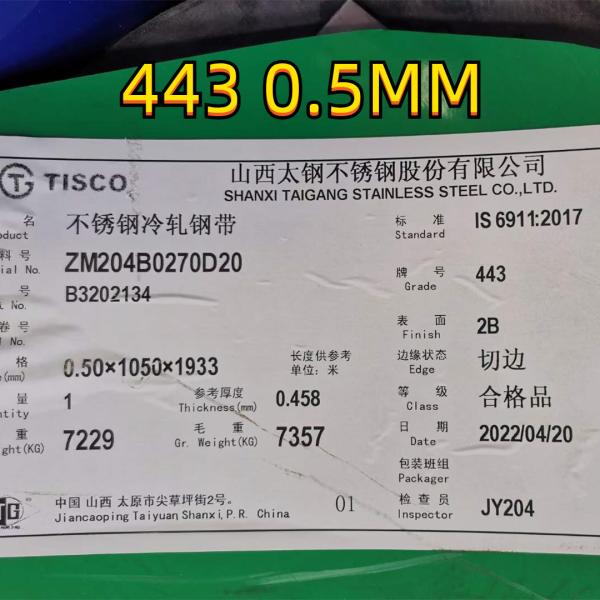 443 0.5MM
TISCO
山西太钢不锈钢股份有限公司
SHANXI TAIGANG STAINLESS STEEL CO.,LTD.
名 不锈钢冷轧钢带
oduct
标 准 IS 6911:2017
Standard
料号 ZM204B0270D20
ial No.
牌 号 443
Grade
号 B3202134
No.
卷号
No.
表 面 2B
Finish
格 0.50×1050×1933
e(mm)
长度供参考
单位：米
边缘状态 切边
Edge
量 1
ntity
参考厚度 0.458
Thickness(mm)
等 级 合格品
Class
重 7229
ght(KG)
毛 重 7357
Gr. Weight(KG)
日 期 2022/04/20
Date
包装班组
Packager
中国 山西 太原市尖草坪街2号。
Jiancaoping Taiyuan Shanxi, P.R. China
01
检 查 员 JY204
Inspector
TG